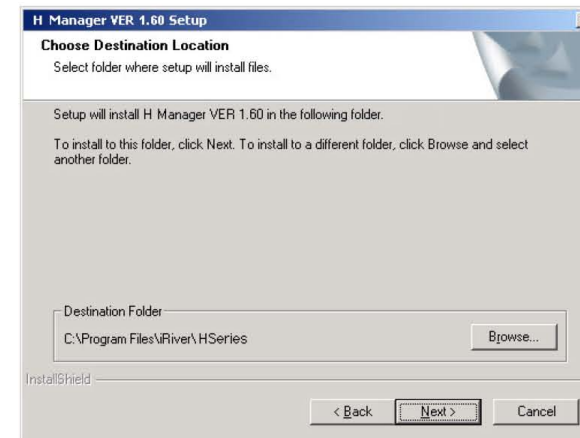 H Manager VER 1.60 Setup
Choose Destination Location
Select folder where setup will install files.
Setup will install H Manager VER 1.60 in the following folder.
To install to this folder, click Next. To install to a different folder, click Browse and select
another folder.
Destination Folder
C:\Program Files\iRiver\HSeries
Browse...
InstallShield
< Back
Next >
Cancel